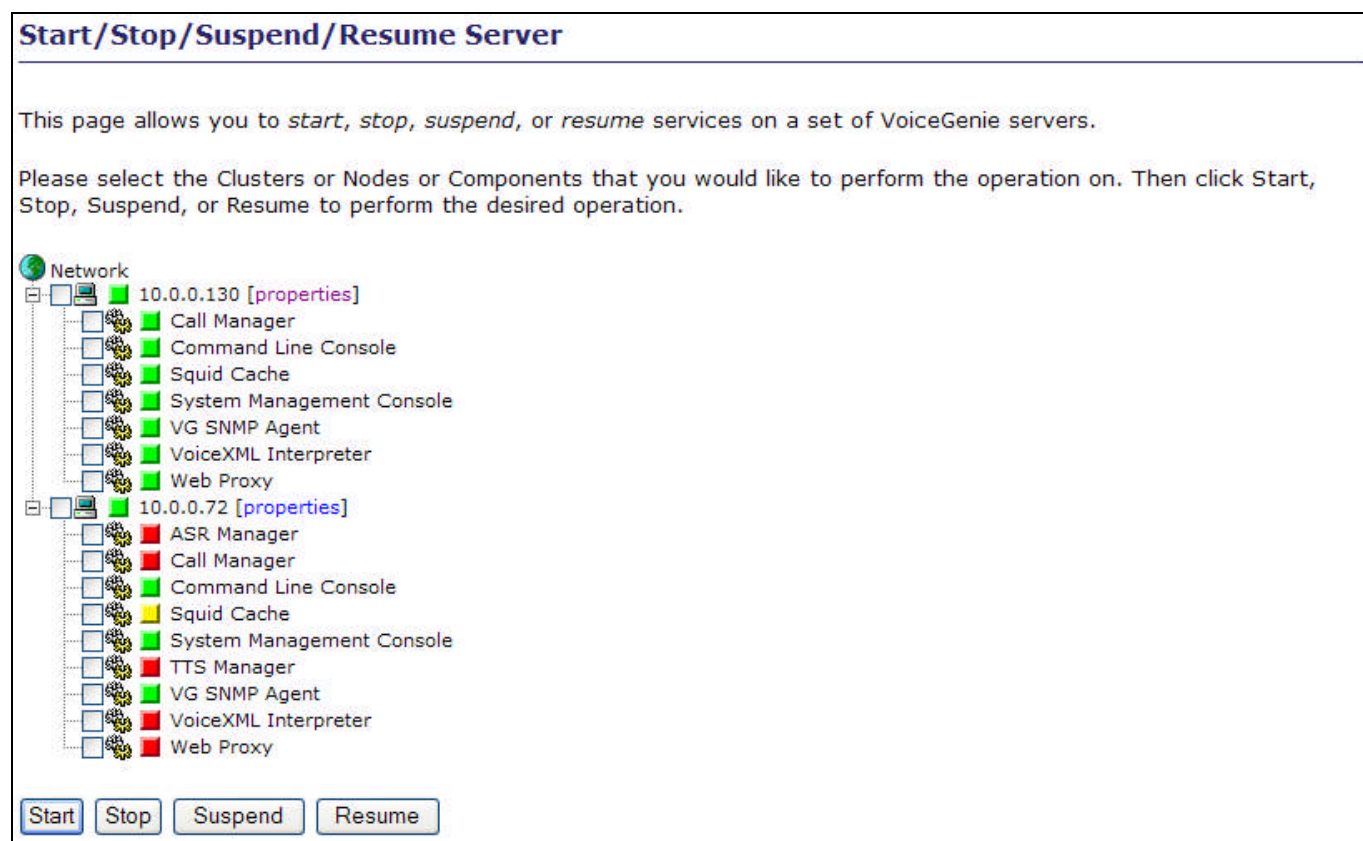 Start/Stop/Suspend/Resume Server
This page allows you to start, stop, suspend, or resume services on a set of VoiceGenie servers.
Please select the Clusters or Nodes or Components that you would like to perform the operation on. Then click Start,
Stop, Suspend, or Resume to perform the desired operation.
Network
10.0.0.130 [properties]
Call Manager
Command Line Console
Squid Cache
System Management Console
VG SNMP Agent
VoiceXML Interpreter
Web Proxy
10.0.0.72 [properties]
ASR Manager
Call Manager
Command Line Console
Squid Cache
System Management Console
TTS Manager
VG SNMP Agent
VoiceXML Interpreter
Web Proxy
Start Stop Suspend Resume